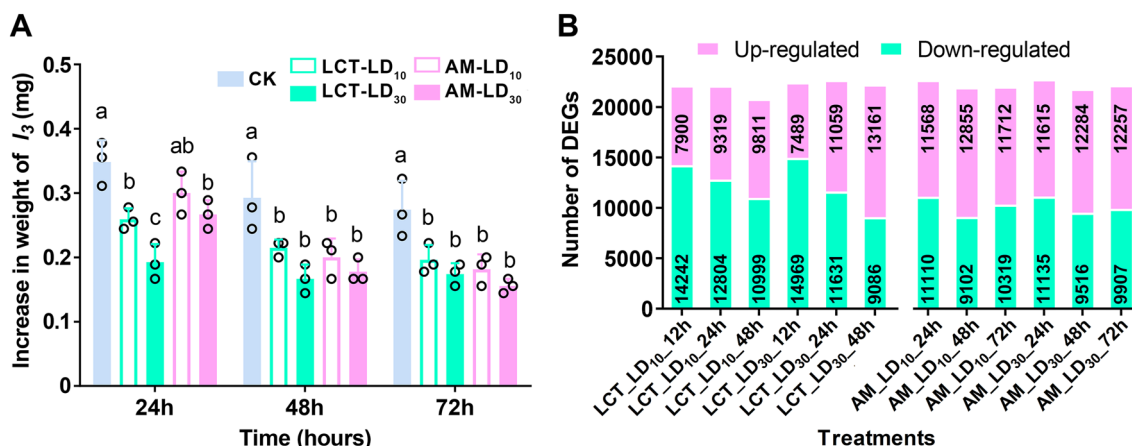 A
Increase in weight of I3 (mg)
0.5
0.4
0.3
0.2
0.1
0
CK
LCT-LD10
AM-LD10
LCT-LD30
AM-LD30
a
b
c
ab
b
a
b
b
b
b
a
b
b
b
b
24h
48h
72h
Time (hours)
B
Up-regulated
Down-regulated
Number of DEGs
25000
20000
15000
10000
5000
0
7900
9319
9811
7489
11059
13161
11568
12855
11712
11615
12284
12257
14242
12804
10999
14969
11631
9086
11110
9102
10319
11135
9516
9907
LCT_LD10_12h
LCT_LD10_24h
LCT_LD10_48h
LCT_LD30_12h
LCT_LD30_24h
LCT_LD30_48h
AM_LD10_24h
AM_LD10_48h
AM_LD10_72h
AM_LD30_24h
AM_LD30_48h
AM_LD30_72h
Treatments